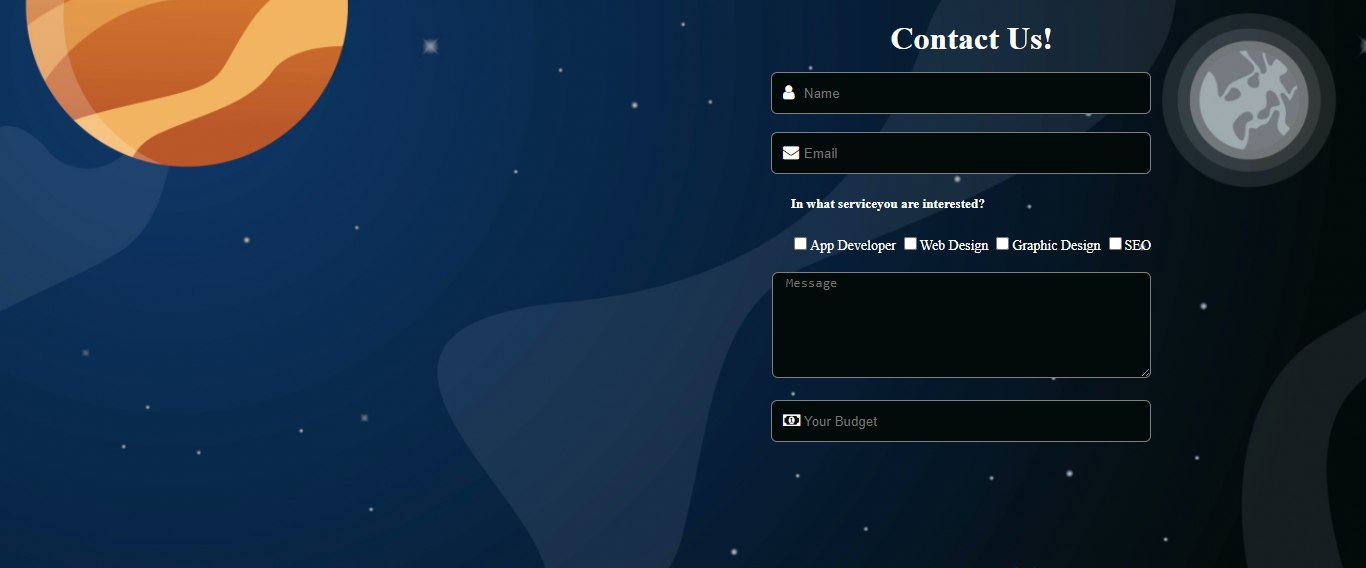 Contact Us!
Name
Email
In what serviceyou are interested?
App Developer Web Design Graphic Design SEO
Message
Your Budget